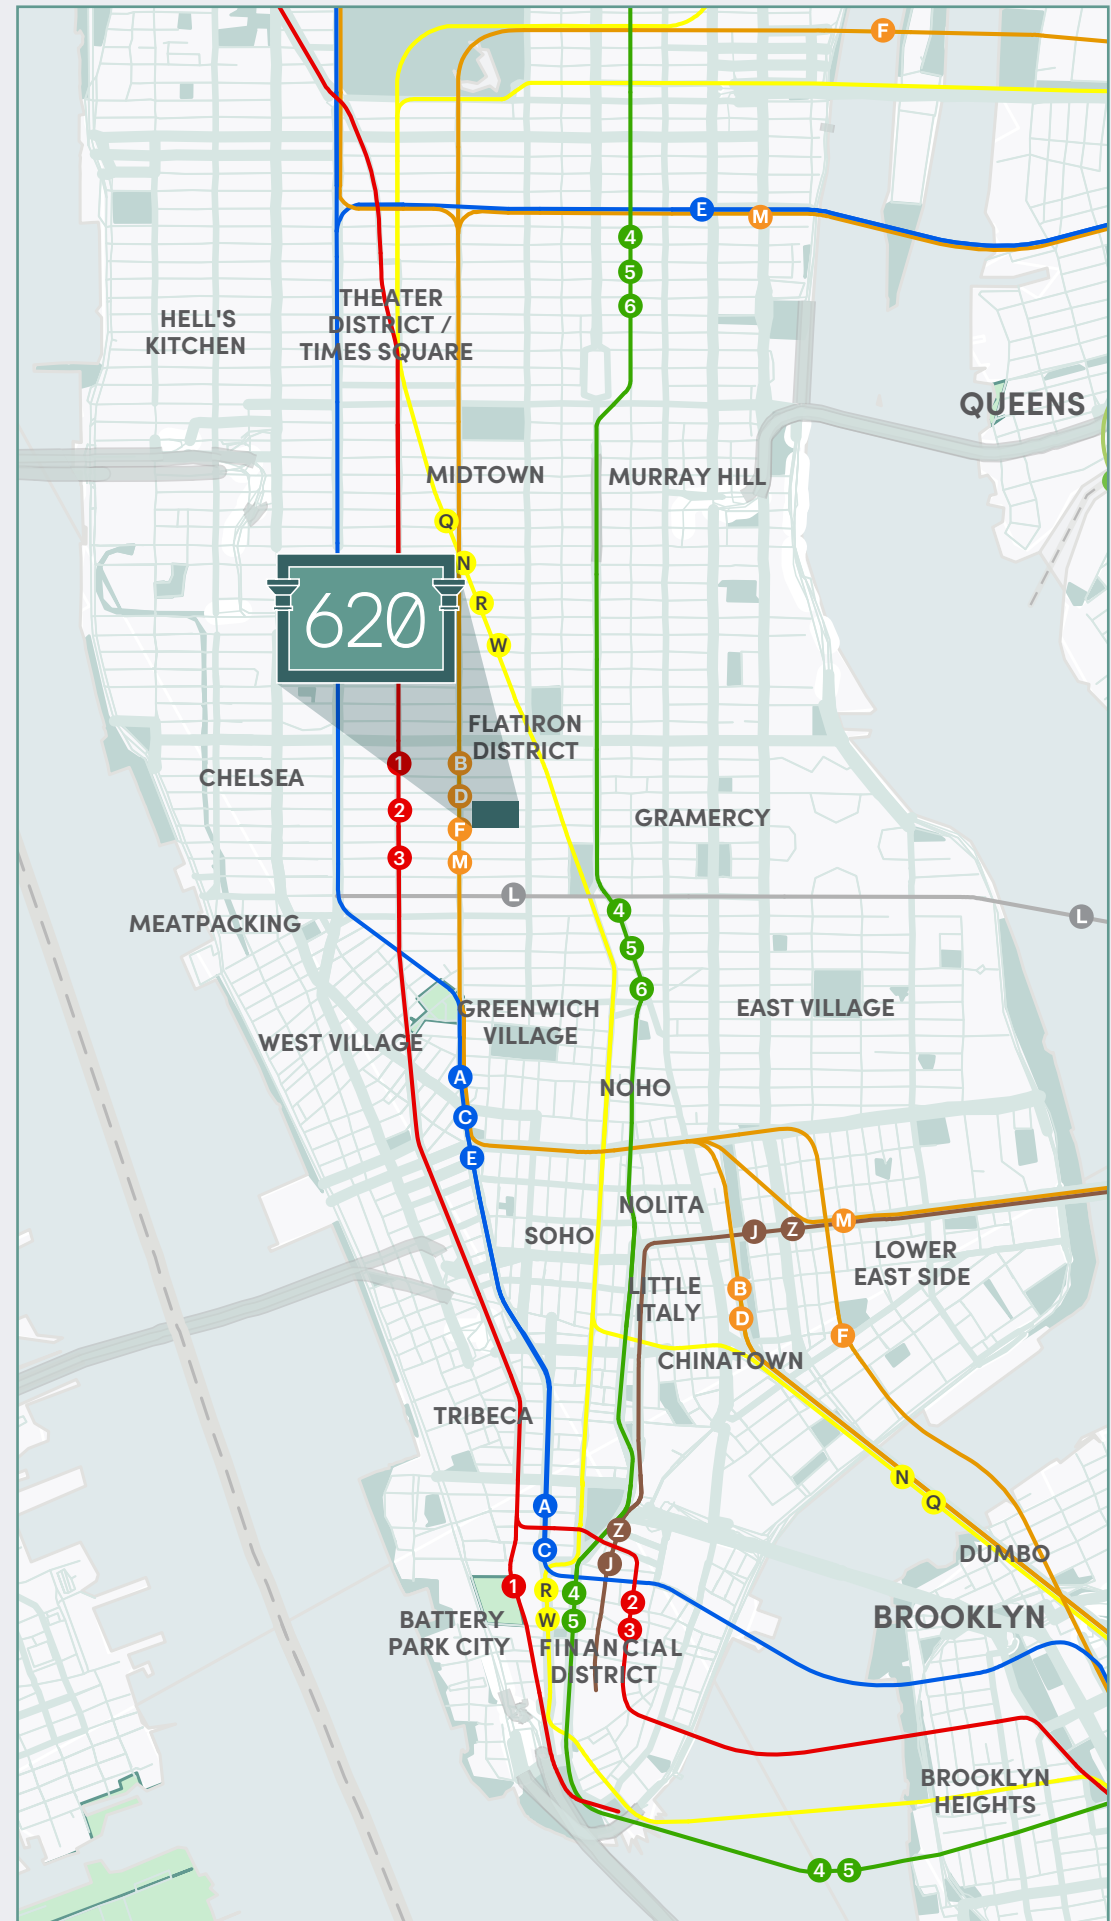 F
E
M
4
5
6
THEATER
DISTRICT /
TIMES SQUARE
HELL'S
KITCHEN
QUEENS
MIDTOWN
MURRAY HILL
Q
N
R
W
620
FLATIRON
DISTRICT
CHELSEA
1
2
3
B
D
F
M
GRAMERCY
L
L
4
5
6
MEATPACKING
GREENWICH
VILLAGE
EAST VILLAGE
WEST VILLAGE
A
C
E
NOHO
NOLITA
SOHO
J
Z
M
LOWER
EAST SIDE
LITTLE
ITALY
B
D
F
CHINATOWN
TRIBECA
N
Q
A
C
Z
J
DUMBO
1
R
W
4
5
2
3
BROOKLYN
BATTERY
PARK CITY
FINANCIAL
DISTRICT
BROOKLYN
HEIGHTS
4
5